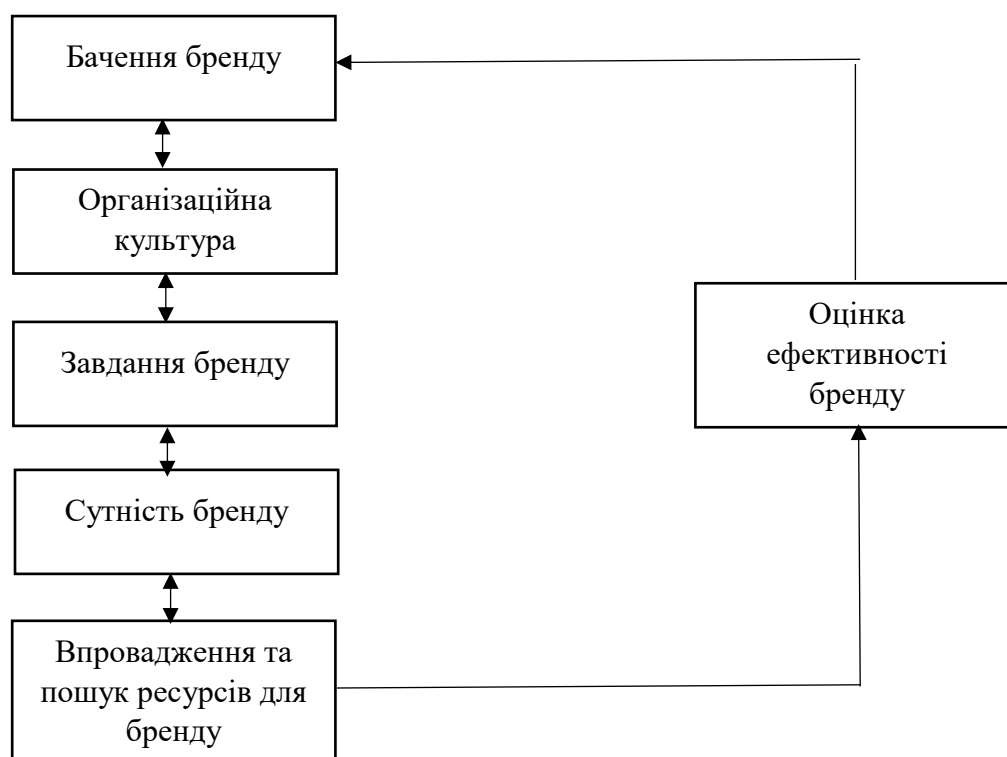 Бачення бренду
Організаційна
культура
Завдання бренду
Сутність бренду
Впровадження та
пошук ресурсів для
бренду
Оцінка
ефективності
бренду